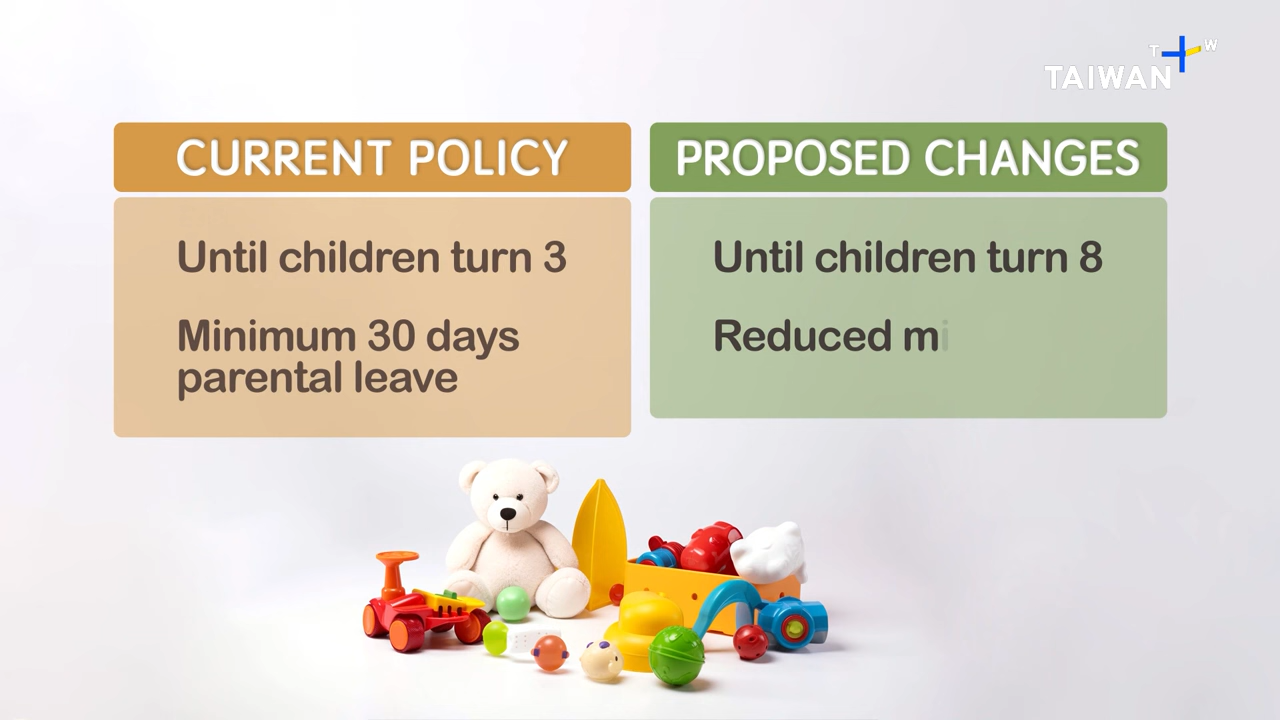 T W
TAIWAN
CURRENT POLICY
Until children turn 3
Minimum 30 days
parental leave
PROPOSED CHANGES
Until children turn 8
Reduced mi